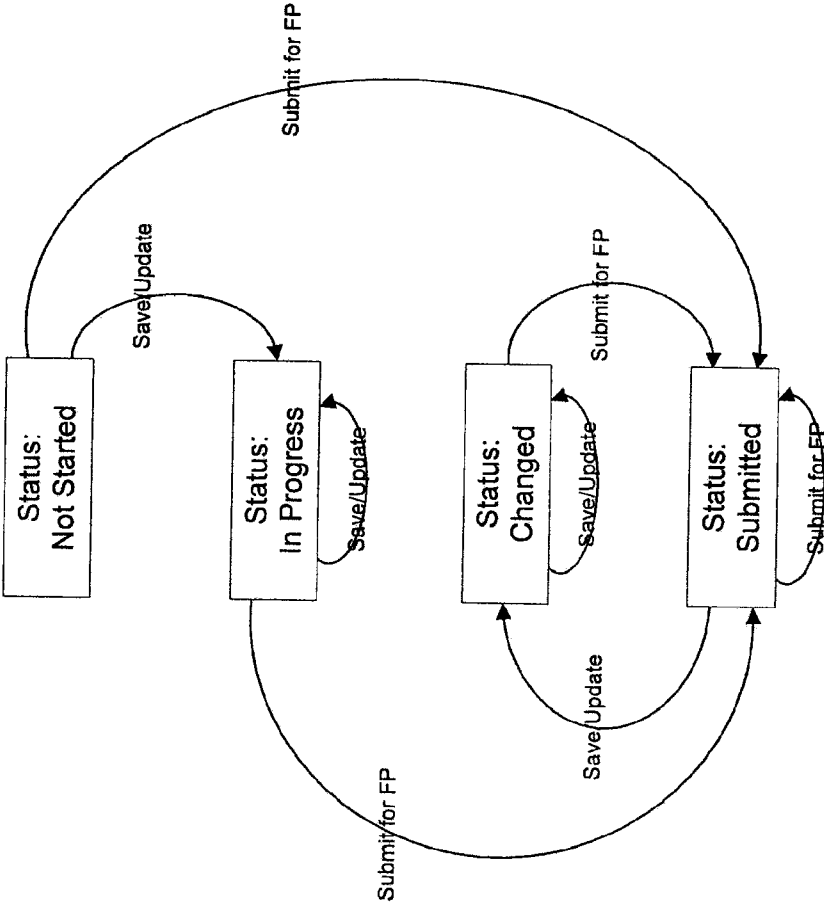 Submit for FP
Save/Update
Status:
Not Started
Status:
In Progress
Save/Update
Submit for FP
Submit for FP
Status:
Changed
Save/Update
Save/Update
Status:
Submitted
Submit for FP